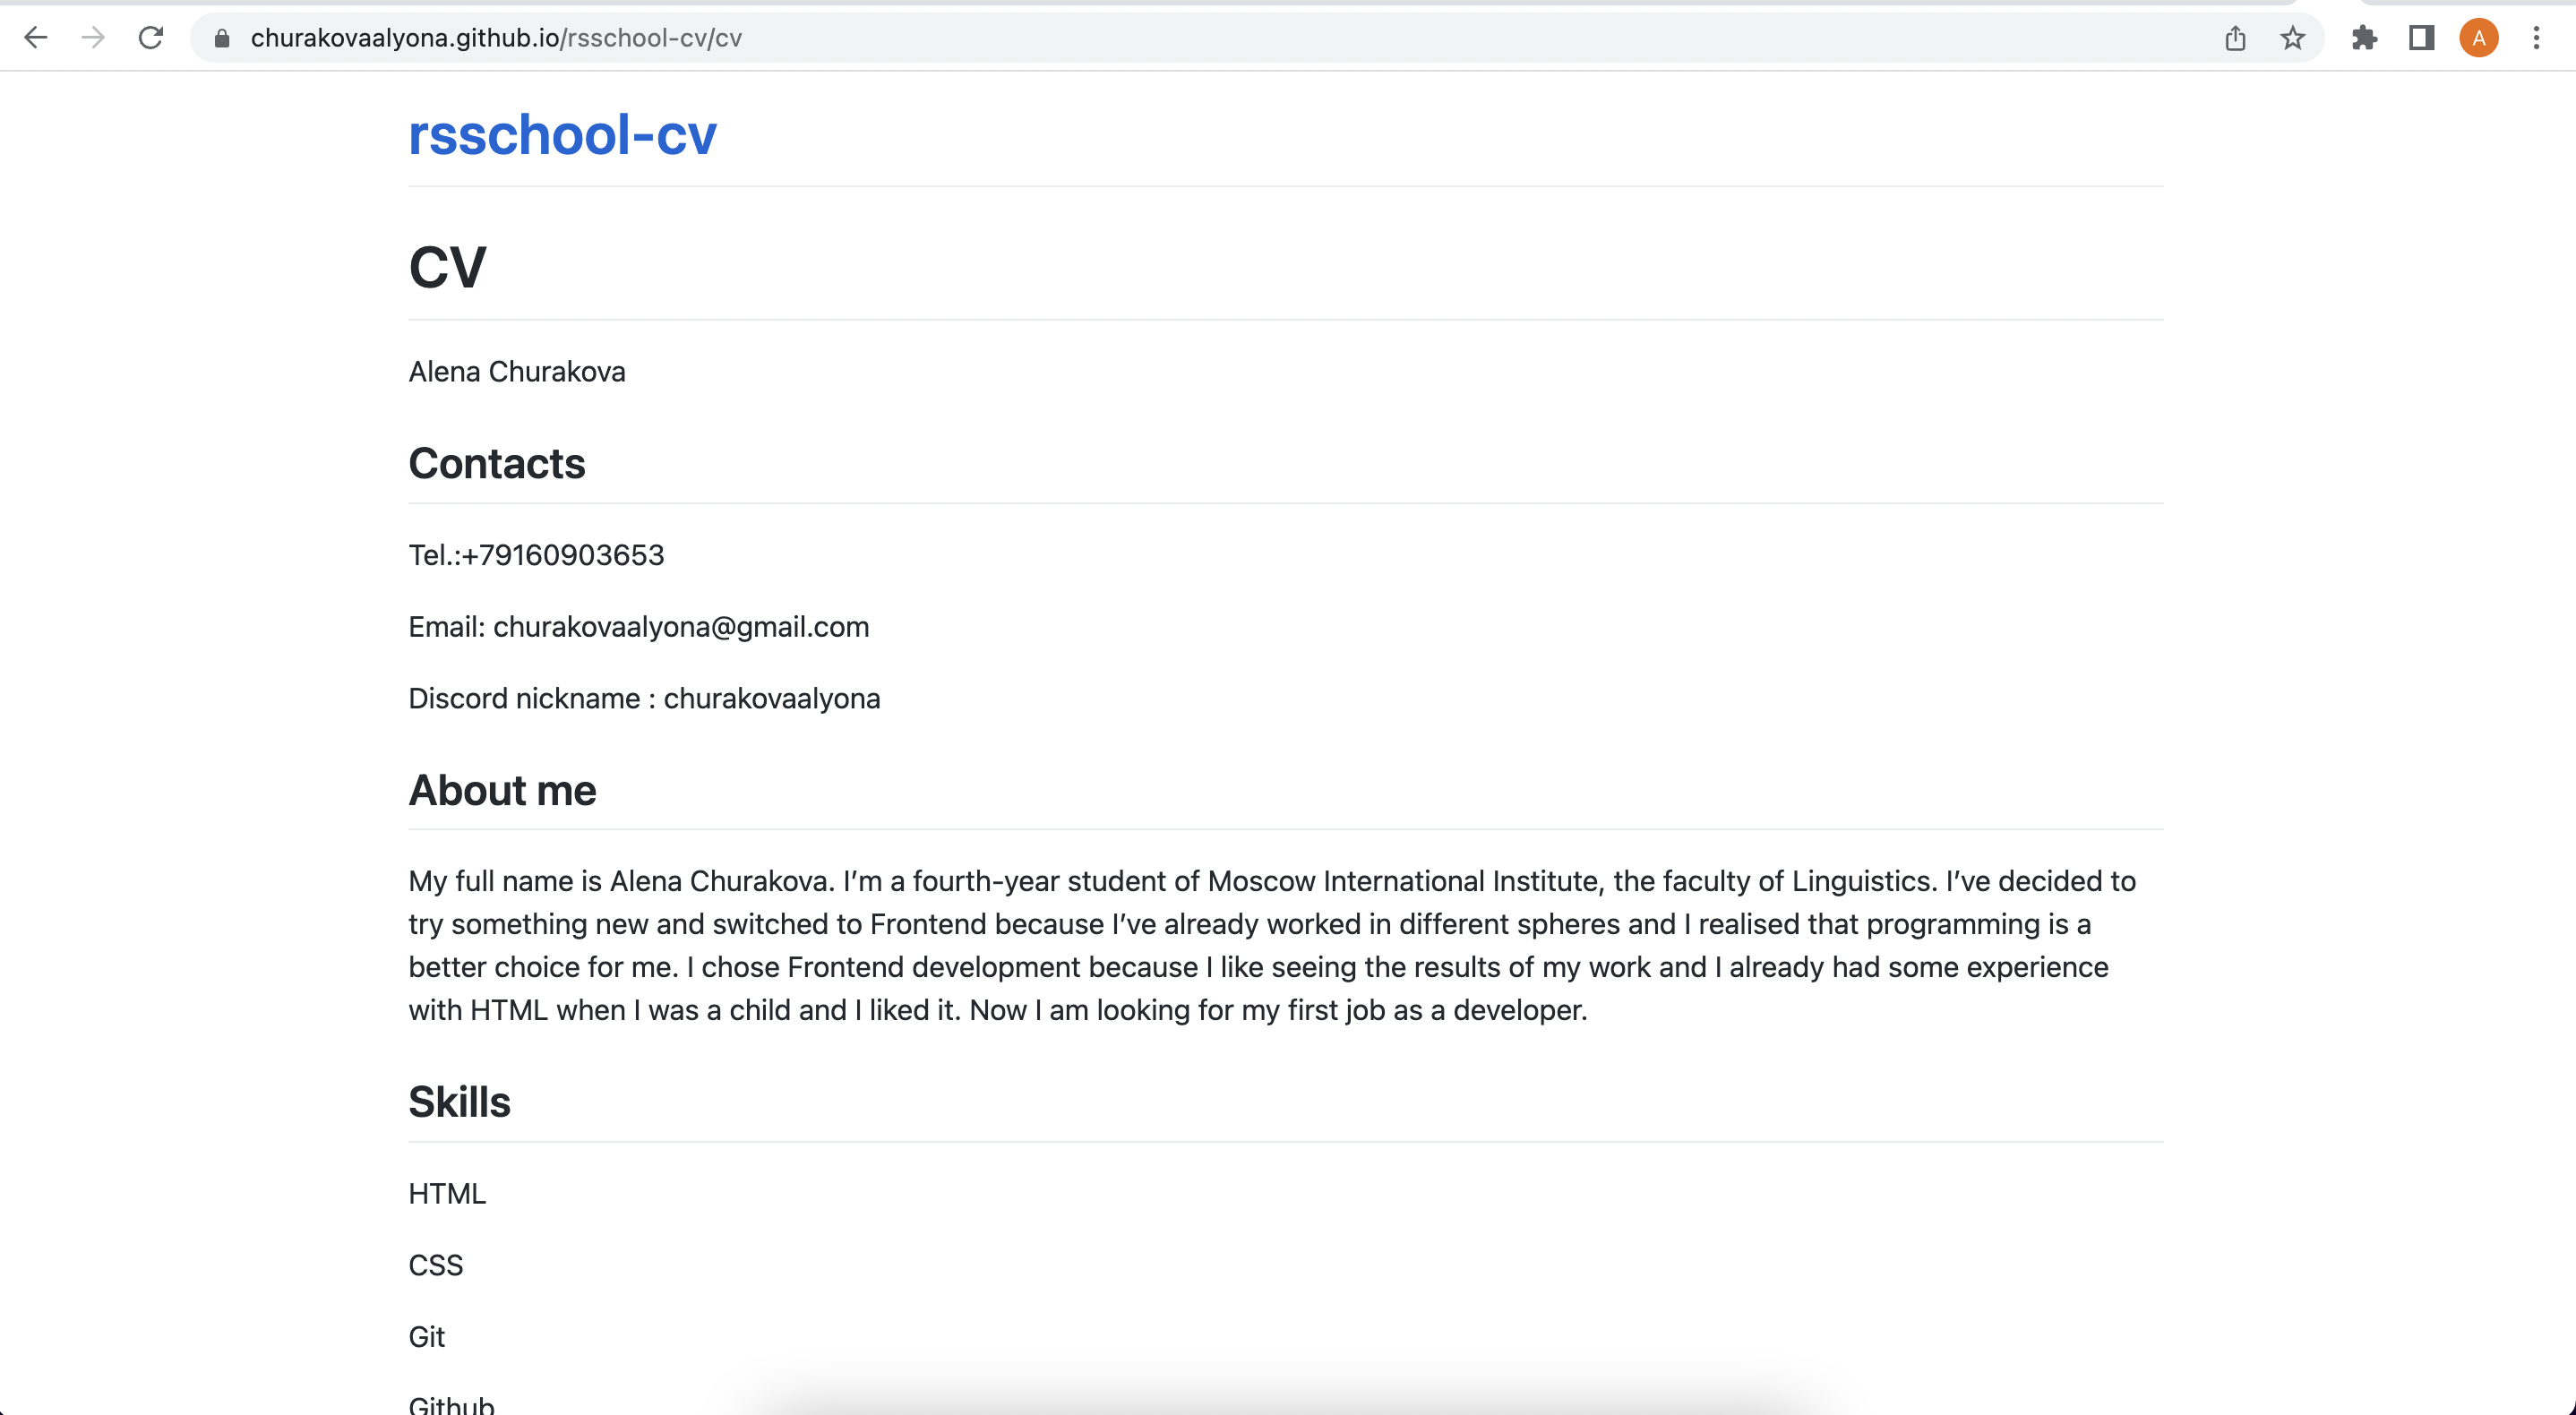 churakovaalyona.github.io/rsschool-cv/cv
A
rsschool-cv
CV
Alena Churakova
Contacts
Tel.:+79160903653
Email: churakovaalyona@gmail.com
Discord nickname : churakovaalyona
About me
My full name is Alena Churakova. I’m a fourth-year student of Moscow International Institute, the faculty of Linguistics. I’ve decided to
try something new and switched to Frontend because I’ve already worked in different spheres and I realised that programming is a
better choice for me. I chose Frontend development because I like seeing the results of my work and I already had some experience
with HTML when I was a child and I liked it. Now I am looking for my first job as a developer.
Skills
HTML
CSS
Git
Github